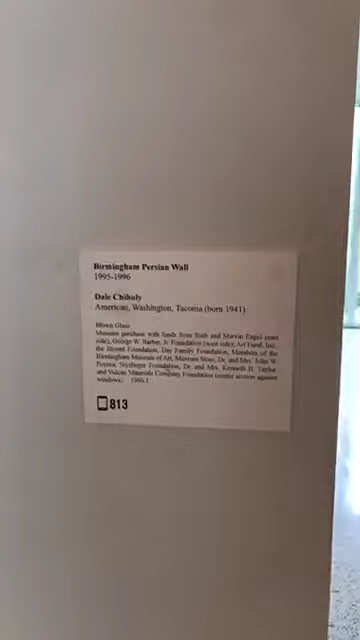 Birmingham Persian Wall
1995-1996
Dale Chihuly
American, Washington, Tacoma (born 1941)
Blown Glass
Museum purchase with funds from Ruth and Marvin Engel (east
side), George W. Barber, Jr. Foundation (west side), Art Fund, Inc.,
the Blount Foundation, Day Family Foundation, Members of the
Birmingham Museum of Art, Museum Store, Dr. and Mrs. John W.
Poynor, Stephens Foundation, Dr. and Mrs. Kenneth B. Taylor
and Vulcan Materials Company Foundation (center section against
windows) 1996.1
813